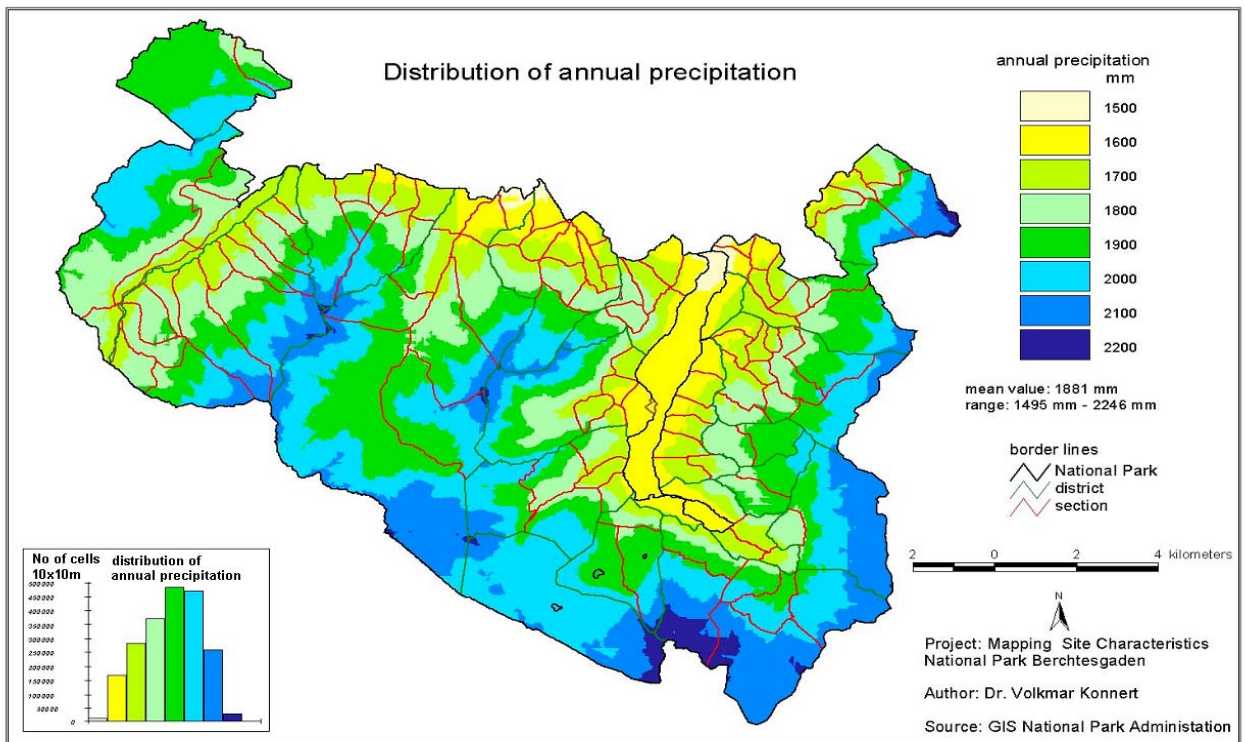 Distribution of annual precipitation
annual precipitation
mm
1500
1600
1700
1800
1900
2000
2100
2200
mean value: 1881 mm
range: 1495 mm - 2246 mm
border lines
National Park
district
section
2 0 2 4 kilometers
N
Project: Mapping Site Characteristics
National Park Berchtesgaden
Author: Dr. Volkmar Konnert
Source: GIS National Park Administation
No of cells distribution of
10x10m annual precipitation
500000
450000
400000
350000
300000
250000
200000
150000
100000
50000
0